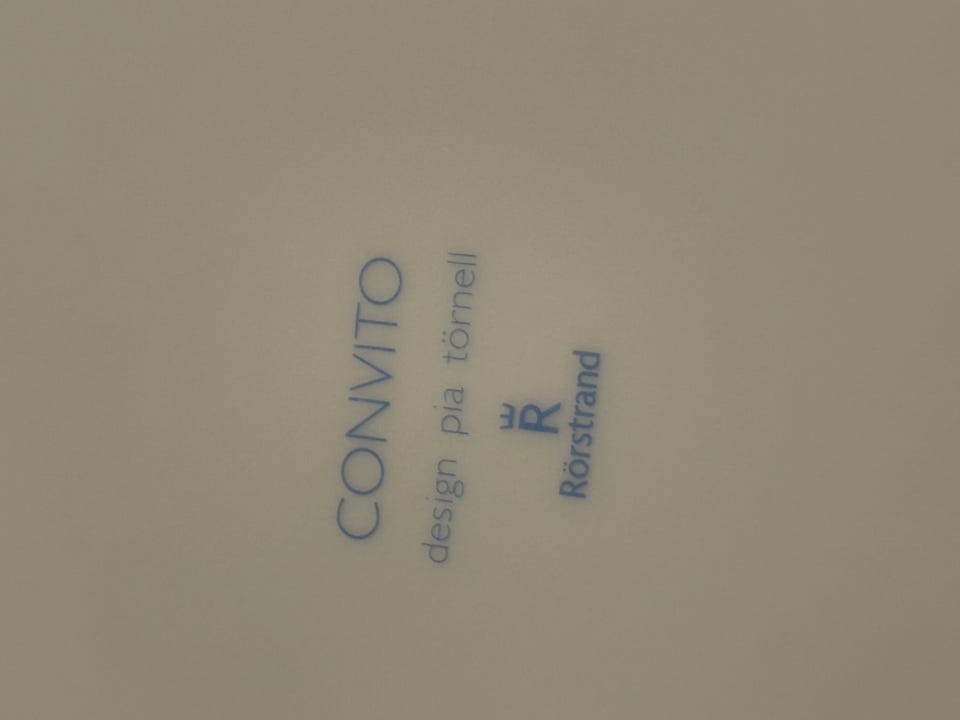 CONVITO
design pia törnell
R
Rörstrand